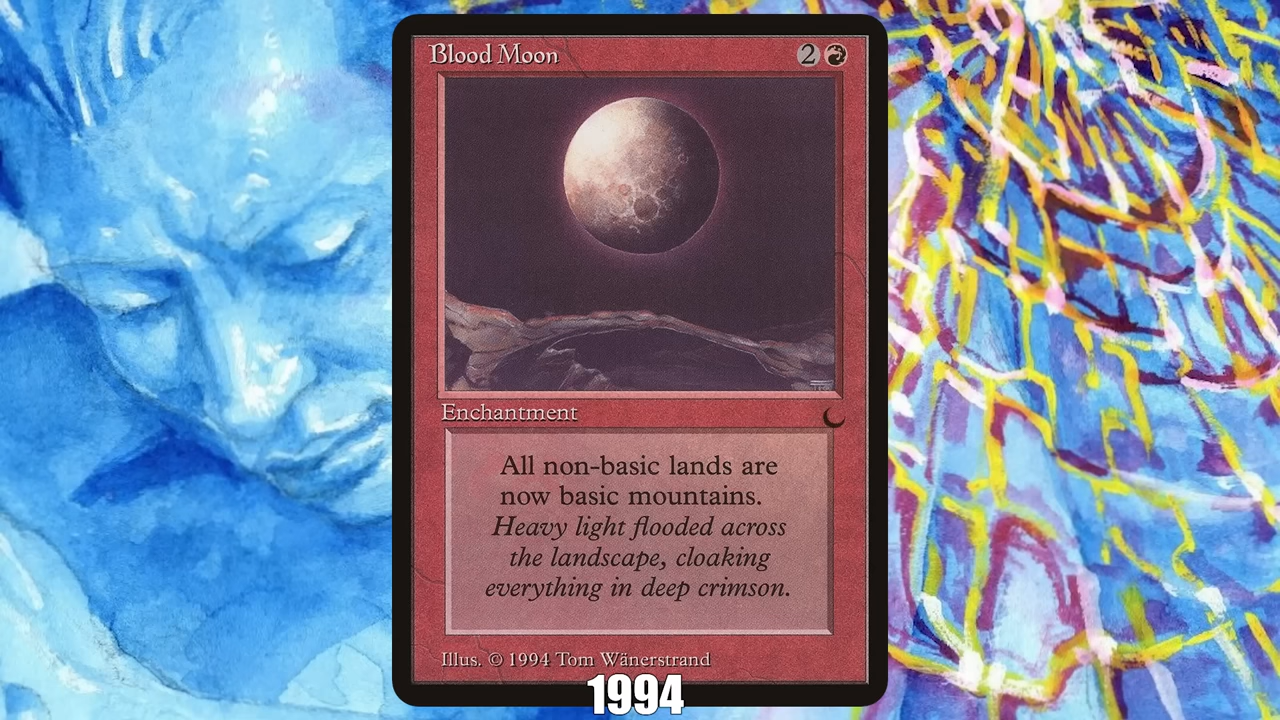 Blood Moon 2
Enchantment
All non-basic lands are
now basic mountains.
Heavy light flooded across
the landscape, cloaking
everything in deep crimson.
Illus. © 1994 Tom Wänerstrand
1994